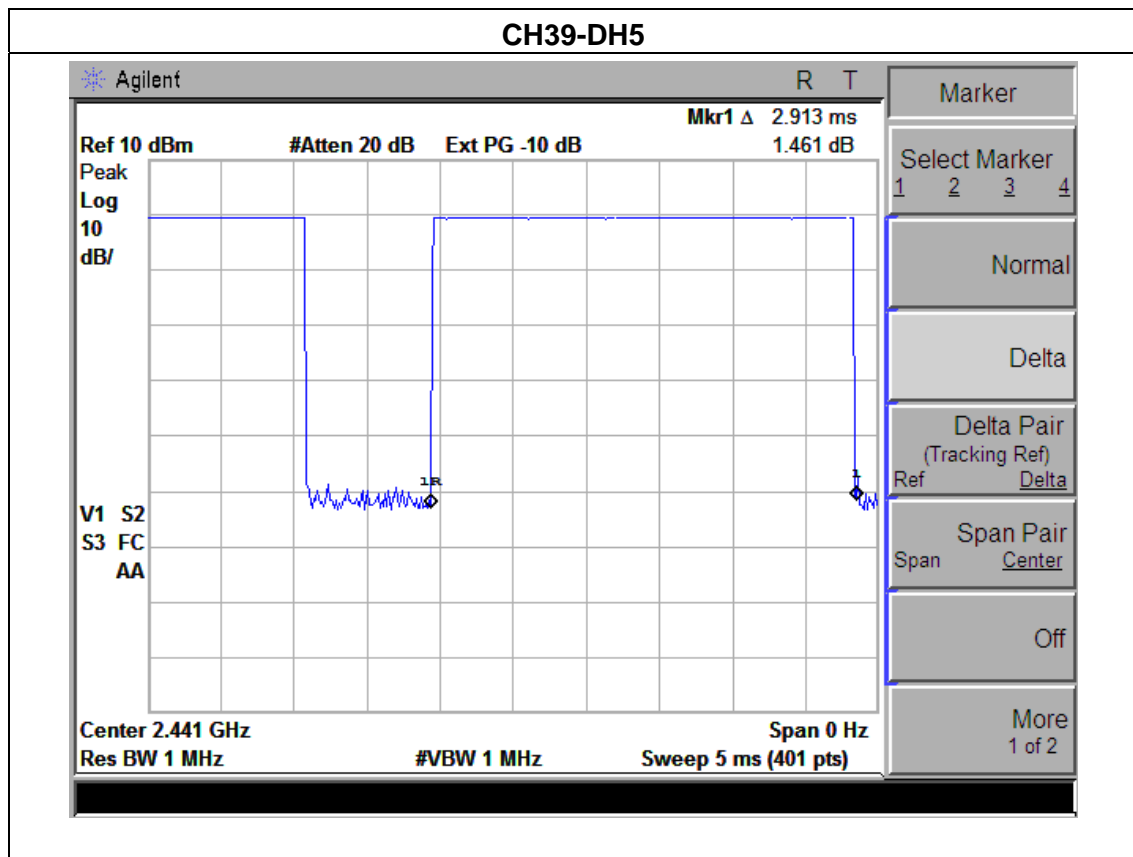 CH39-DH5
Agilent R T
Mkr1 Δ 2.913 ms
Ref 10 dBm #Atten 20 dB Ext PG -10 dB 1.461 dB
Peak
Log
10
dB/
1R
1
V1 S2
S3 FC
AA
Center 2.441 GHz Span 0 Hz
Res BW 1 MHz #VBW 1 MHz Sweep 5 ms (401 pts)
Marker
Select Marker
1 2 3 4
Normal
Delta
Delta Pair
(Tracking Ref)
Ref Delta
Span Pair
Span Center
Off
More
1 of 2